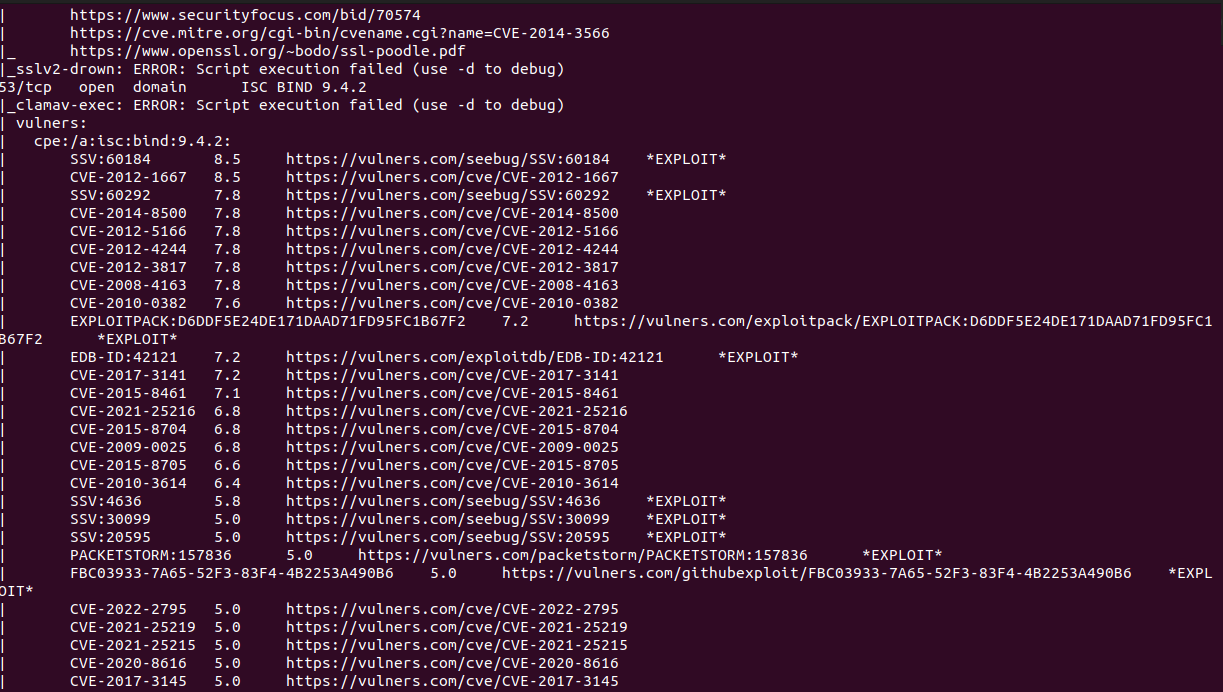 |       https://www.securityfocus.com/bid/70574
|       https://cve.mitre.org/cgi-bin/cvename.cgi?name=CVE-2014-3566
|_      https://www.openssl.org/~bodo/ssl-poodle.pdf
|_sslv2-drown: ERROR: Script execution failed (use -d to debug)
53/tcp   open  domain      ISC BIND 9.4.2
|_clamav-exec: ERROR: Script execution failed (use -d to debug)
| vulners:
|   cpe:/a:isc:bind:9.4.2:
|       SSV:60184       8.5     https://vulners.com/seebug/SSV:60184    *EXPLOIT*
|       CVE-2012-1667   8.5     https://vulners.com/cve/CVE-2012-1667
|       SSV:60292       7.8     https://vulners.com/seebug/SSV:60292    *EXPLOIT*
|       CVE-2014-8500   7.8     https://vulners.com/cve/CVE-2014-8500
|       CVE-2012-5166   7.8     https://vulners.com/cve/CVE-2012-5166
|       CVE-2012-4244   7.8     https://vulners.com/cve/CVE-2012-4244
|       CVE-2012-3817   7.8     https://vulners.com/cve/CVE-2012-3817
|       CVE-2008-4163   7.8     https://vulners.com/cve/CVE-2008-4163
|       CVE-2010-0382   7.6     https://vulners.com/cve/CVE-2010-0382
|       EXPLOITPACK:D6DDF5E24DE171DAAD71FD95FC1B67F2    7.2     https://vulners.com/exploitpack/EXPLOITPACK:D6DDF5E24DE171DAAD71FD95FC1
B67F2      *EXPLOIT*
|       EDB-ID:42121    7.2     https://vulners.com/exploitdb/EDB-ID:42121      *EXPLOIT*
|       CVE-2017-3141   7.2     https://vulners.com/cve/CVE-2017-3141
|       CVE-2015-8461   7.1     https://vulners.com/cve/CVE-2015-8461
|       CVE-2021-25216  6.8     https://vulners.com/cve/CVE-2021-25216
|       CVE-2015-8704   6.8     https://vulners.com/cve/CVE-2015-8704
|       CVE-2009-0025   6.8     https://vulners.com/cve/CVE-2009-0025
|       CVE-2015-8705   6.6     https://vulners.com/cve/CVE-2015-8705
|       CVE-2010-3614   6.4     https://vulners.com/cve/CVE-2010-3614
|       SSV:4636        5.8     https://vulners.com/seebug/SSV:4636     *EXPLOIT*
|       SSV:30099       5.0     https://vulners.com/seebug/SSV:30099    *EXPLOIT*
|       SSV:20595       5.0     https://vulners.com/seebug/SSV:20595    *EXPLOIT*
|       PACKETSTORM:157836      5.0     https://vulners.com/packetstorm/PACKETSTORM:157836      *EXPLOIT*
|       FBC03933-7A65-52F3-83F4-4B2253A490B6    5.0     https://vulners.com/githubexploit/FBC03933-7A65-52F3-83F4-4B2253A490B6    *EXPL
OIT*
|       CVE-2022-2795   5.0     https://vulners.com/cve/CVE-2022-2795
|       CVE-2021-25219  5.0     https://vulners.com/cve/CVE-2021-25219
|       CVE-2021-25215  5.0     https://vulners.com/cve/CVE-2021-25215
|       CVE-2020-8616   5.0     https://vulners.com/cve/CVE-2020-8616
|       CVE-2017-3145   5.0     https://vulners.com/cve/CVE-2017-3145